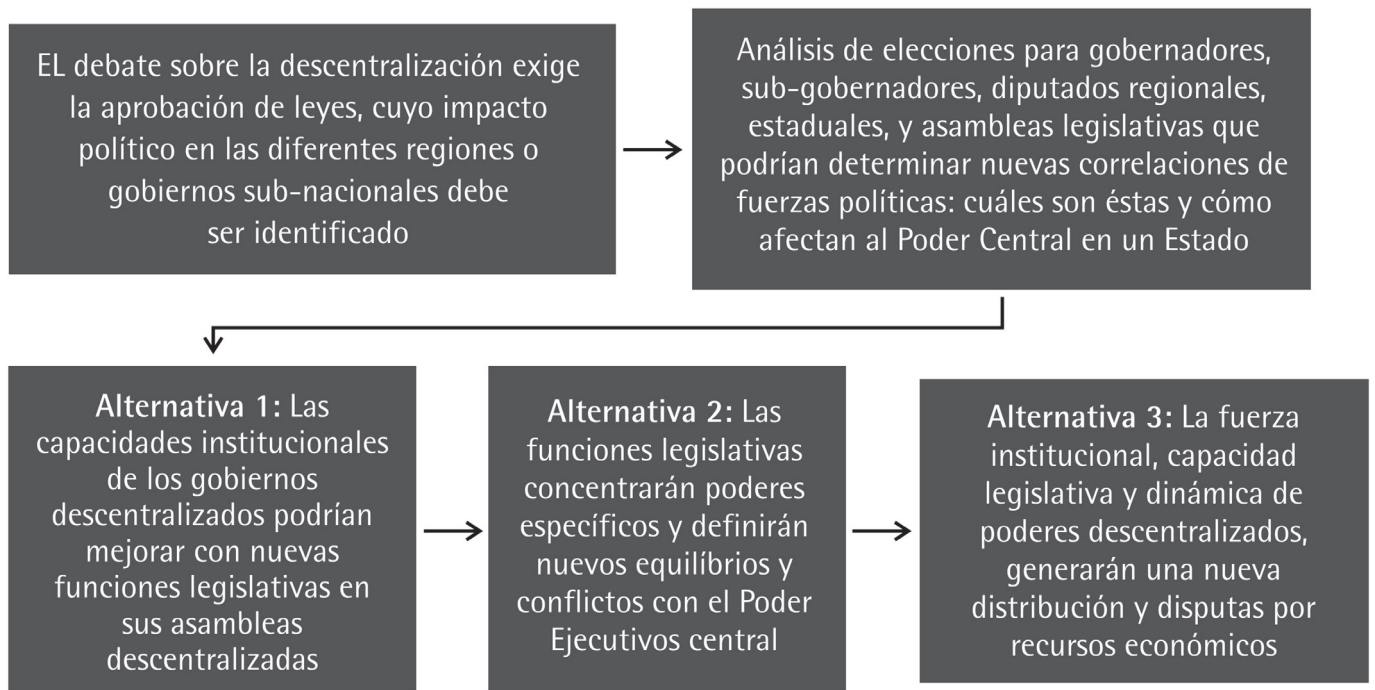 EL debate sobre la descentralización exige
la aprobación de leyes, cuyo impacto
político en las diferentes regiones o
gobiernos sub-nacionales debe
ser identificado
Análisis de elecciones para gobernadores,
sub-gobernadores, diputados regionales,
estaduales, y asambleas legislativas que
podrían determinar nuevas correlaciones de
fuerzas políticas: cuáles son éstas y cómo
afectan al Poder Central en un Estado
Alternativa 1: Las
capacidades institucionales
de los gobiernos
descentralizados podrían
mejorar con nuevas
funciones legislativas en
sus asambleas
descentralizadas
Alternativa 2: Las
funciones legislativas
concentrarán poderes
específicos y definirán
nuevos equilíbrios y
conflictos con el Poder
Ejecutivos central
Alternativa 3: La fuerza
institucional, capacidad
legislativa y dinámica de
poderes descentralizados,
generarán una nueva
distribución y disputas por
recursos económicos